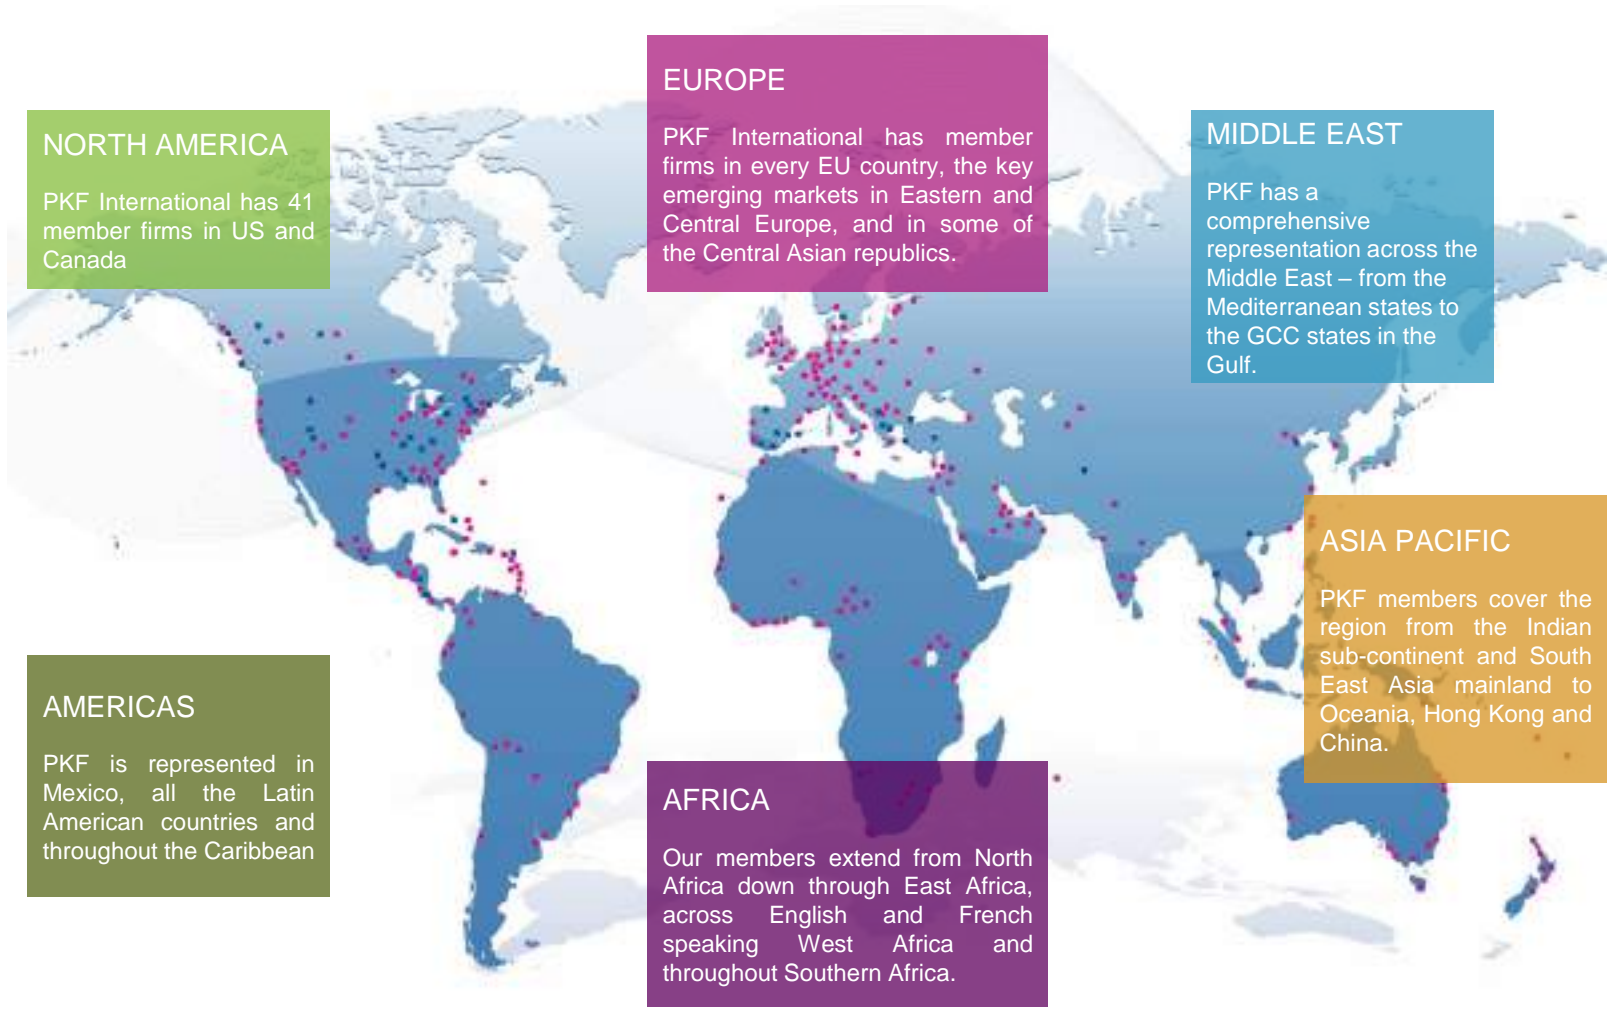 EUROPE
PKF International has member
firms in every EU country, the key
emerging markets in Eastern and
Central Europe, and in some of
the Central Asian republics.
NORTH AMERICA
PKF International has 41
member firms in US and
Canada
MIDDLE EAST
PKF has a
comprehensive
representation across the
Middle East – from the
Mediterranean states to
the GCC states in the
Gulf.
ASIA PACIFIC
PKF members cover the
region from the Indian
sub-continent and South
East Asia mainland to
Oceania, Hong Kong and
China.
AMERICAS
PKF is represented in
Mexico, all the Latin
American countries and
throughout the Caribbean
AFRICA
Our members extend from North
Africa down through East Africa,
across English and French
speaking West Africa and
throughout Southern Africa.